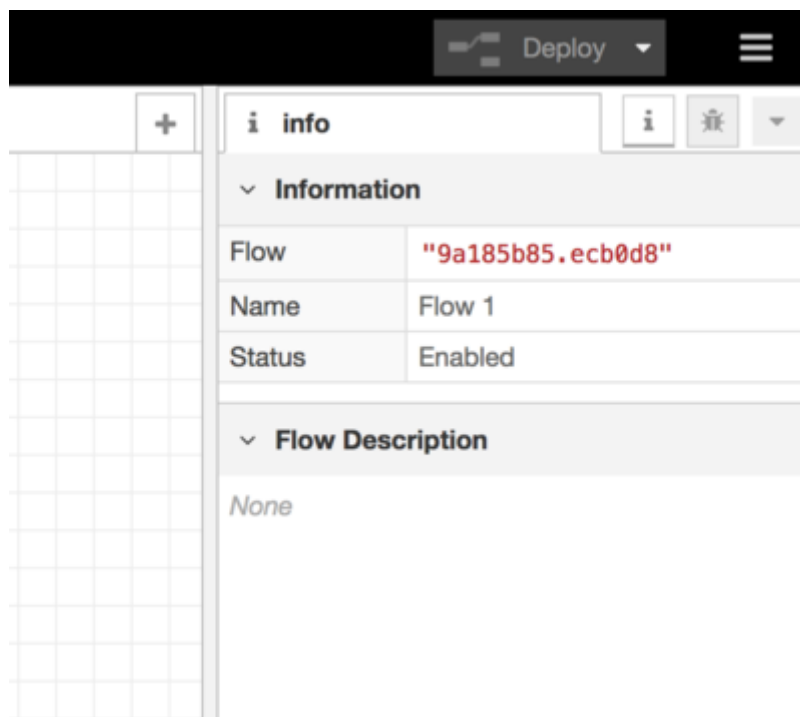 Deploy
info
Information
Flow "9a185b85.ecb0d8"
Name Flow 1
Status Enabled
Flow Description
None